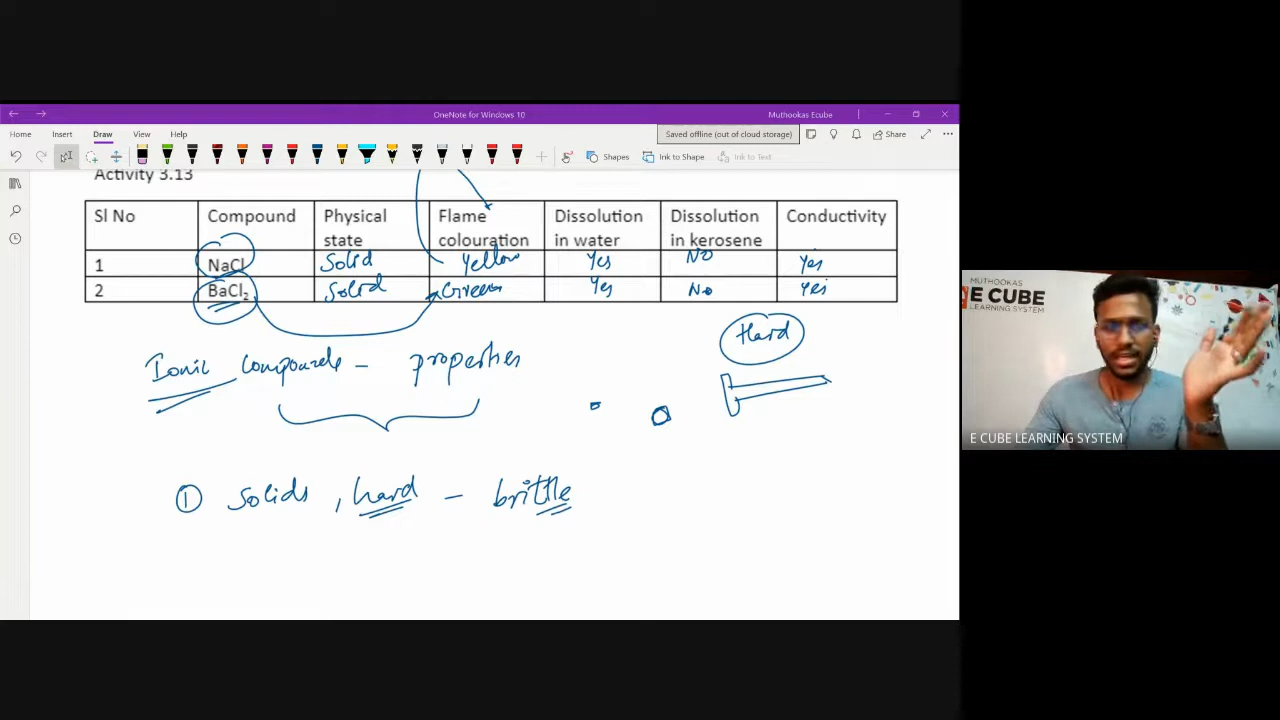 OneNote for Windows 10
Muthookas Ecube
Home Insert Draw View Help
Saved offline (out of cloud storage)
Share
Shapes
Ink to Shape
Ink to Text
Activity 3.13
Sl No Compound Physical state Flame colouration Dissolution in water Dissolution in kerosene Conductivity
1 NaCl Solid Yellow Yes No Yes
2 BaCl2 Solid Green Yes No Yes
Hard
Ionic compounds - properties
① Solids, hard - brittle
MUTHOOKAS
E CUBE
LEARNING SYSTEM
E CUBE LEARNING SYSTEM